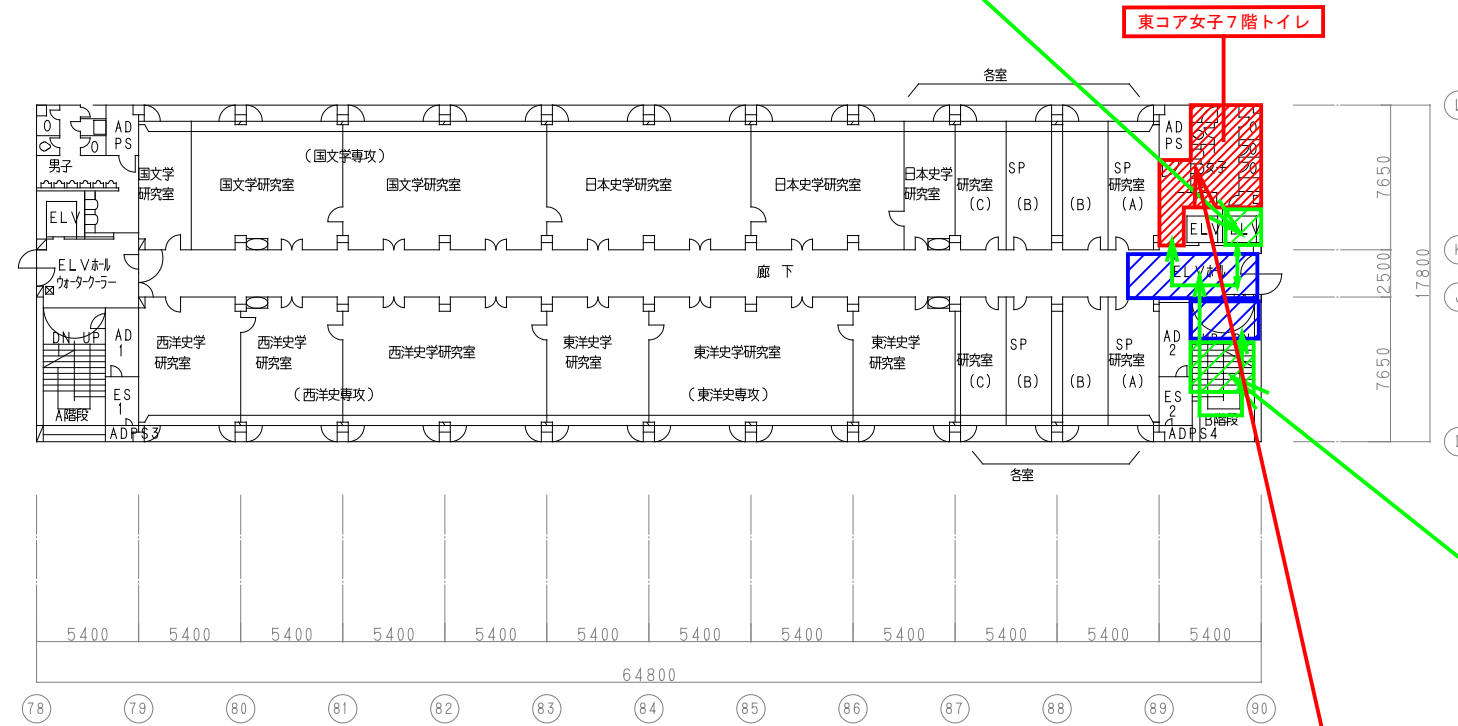 東コア女子7階トイレ
各室
AD
PS
男子
ELV
ELVホール
ウォータークーラー
DN UP
A階段
AD
1
ES
1
ADPS3
国文学
研究室
(国文学専攻)
国文学研究室
国文学研究室
日本史学研究室
日本史学研究室
日本史学
研究室
研究室
(C)
SP
(B)
(B)
SP
研究室
(A)
AD
PS
女子
ELV
ELV
廊 下
ELVホール
西洋史学
研究室
西洋史学
研究室
西洋史学研究室
(西洋史専攻)
東洋史学
研究室
東洋史学研究室
(東洋史専攻)
東洋史学
研究室
研究室
(C)
SP
(B)
(B)
SP
研究室
(A)
AD
2
ES
2
B階段
ADPS4
各室
7650
2500
7650
17800
K
J
5400 5400 5400 5400 5400 5400 5400 5400 5400 5400 5400 5400
64800
78 79 80 81 82 83 84 85 86 87 88 89 90